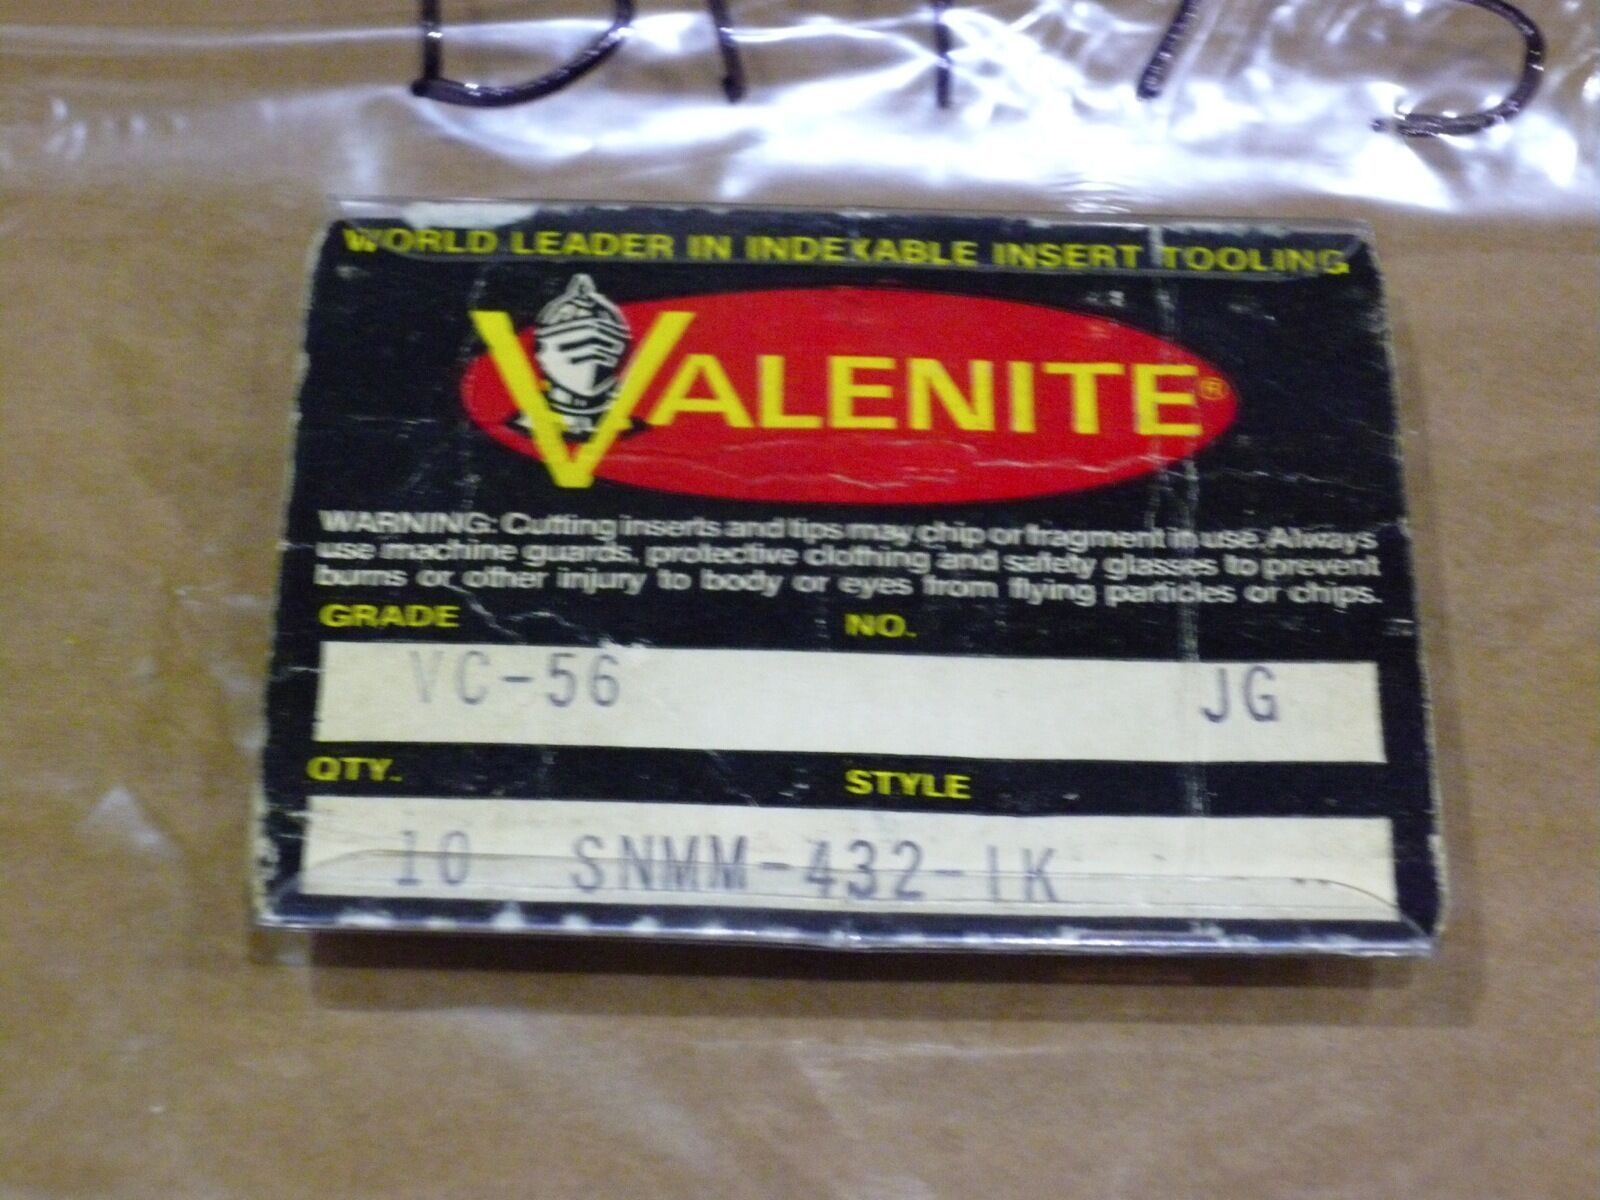 WORLD LEADER IN INDEXABLE INSERT TOOLING
VALENITE®
WARNING: Cutting inserts and tips may chip or fragment in use. Always
use machine guards, protective clothing and safety glasses to prevent
burns or other injury to body or eyes from flying particles or chips.
GRADE NO.
VC-56 JG
QTY. STYLE
10 SNMM-432-1K